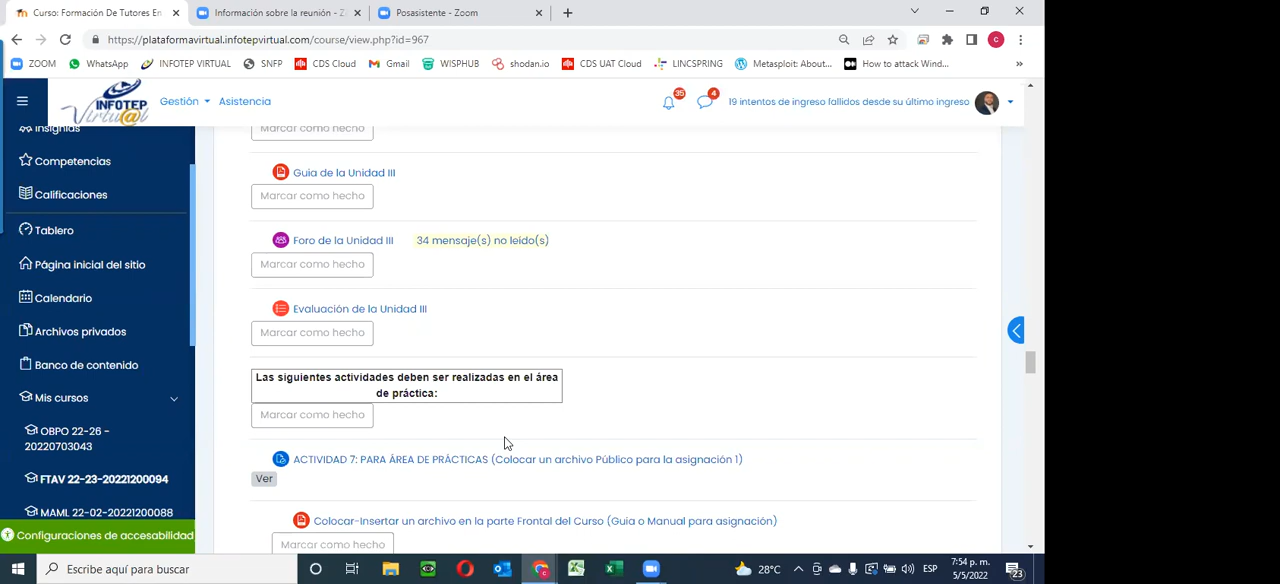 Curso: Formación De Tutores En
Información sobre la reunión - Z
Posasistente - Zoom
https://plataformavirtual.infotepvirtual.com/course/view.php?id=967
ZOOM
WhatsApp
INFOTEP VIRTUAL
SNFP
CDS Cloud
Gmail
WISPHUB
shodan.io
CDS UAT Cloud
LINCSPRING
Metasploit: About...
How to attack Wind...
INFOTEP
Virtu@l
Gestión
Asistencia
35
4
19 intentos de ingreso fallidos desde su último ingreso
Insignias
Competencias
Calificaciones
Tablero
Página inicial del sitio
Calendario
Archivos privados
Banco de contenido
Mis cursos
OBPO 22-26 -
20220703043
FTAV 22-23-20221200094
MAML 22-02-20221200088
Configuraciones de accesabilidad
Marcar como hecho
Guia de la Unidad III
Marcar como hecho
Foro de la Unidad III 34 mensaje(s) no leído(s)
Marcar como hecho
Evaluación de la Unidad III
Marcar como hecho
Las siguientes actividades deben ser realizadas en el área
de práctica:
Marcar como hecho
ACTIVIDAD 7: PARA ÁREA DE PRÁCTICAS (Colocar un archivo Público para la asignación 1)
Ver
Colocar-Insertar un archivo en la parte Frontal del Curso (Guia o Manual para asignación)
Marcar como hecho
Escribe aquí para buscar
28°C
ESP
7:54 p. m.
5/5/2022
23